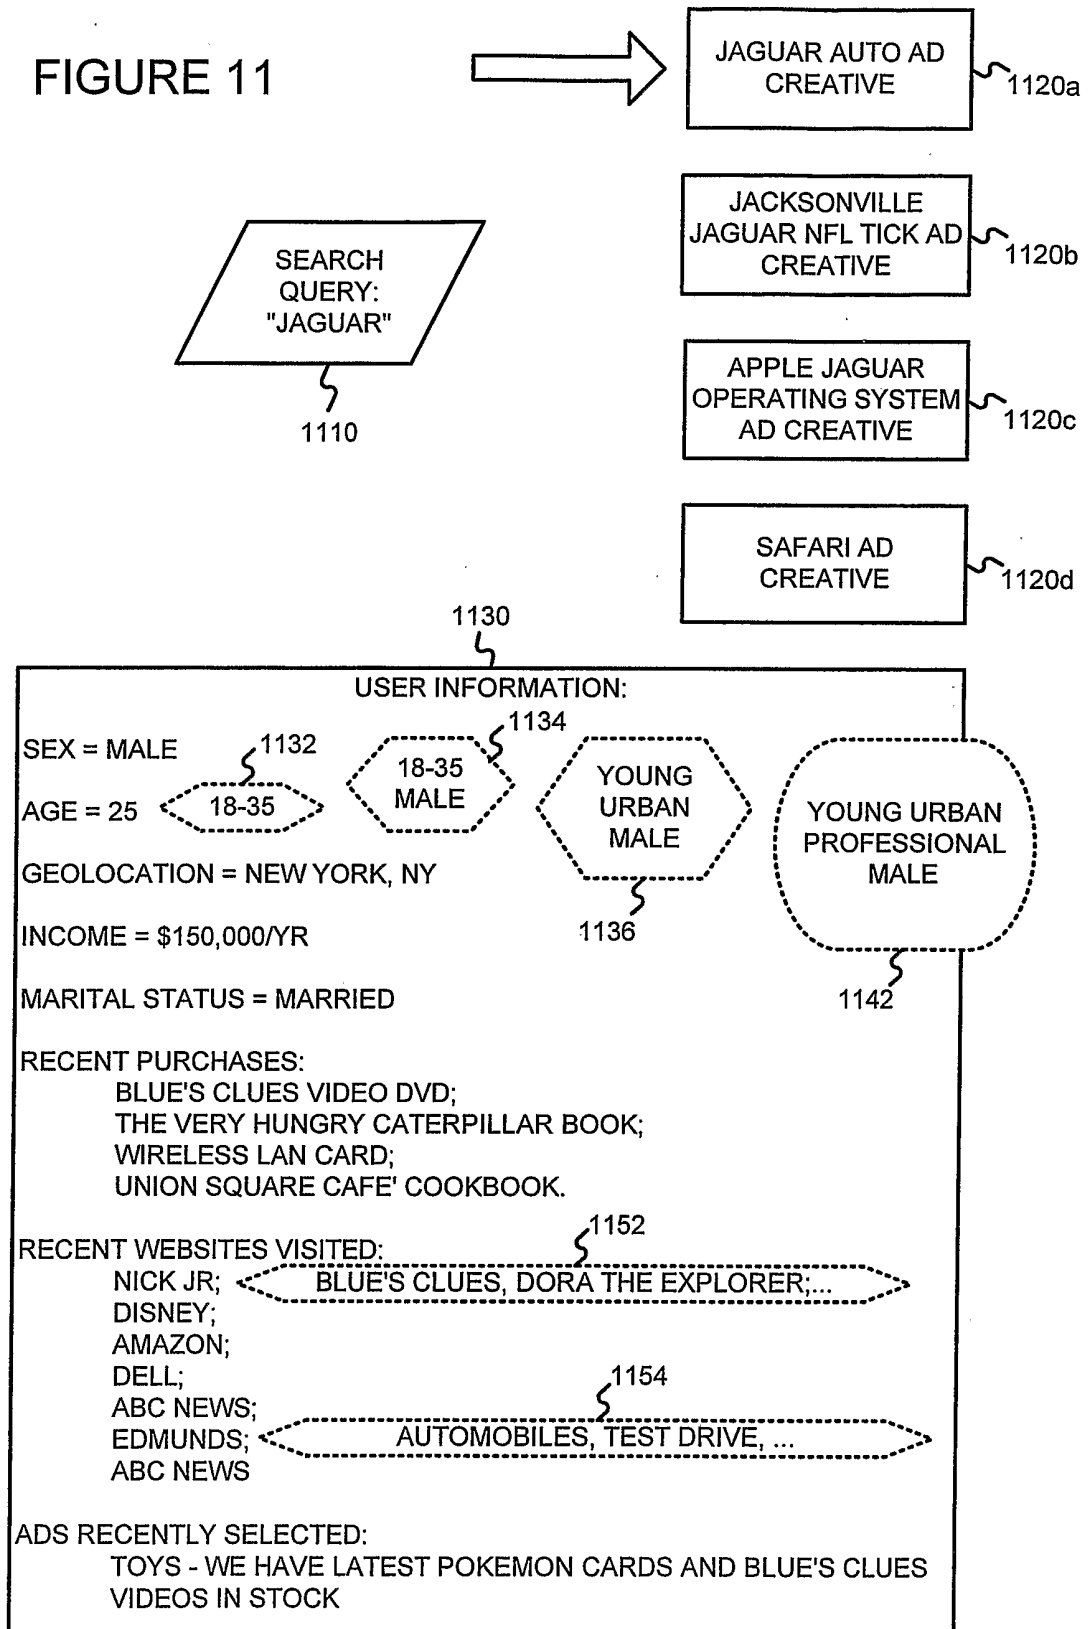 FIGURE 11
JAGUAR AUTO AD
CREATIVE
1120a
JACKSONVILLE
JAGUAR NFL TICK AD
CREATIVE
1120b
SEARCH
QUERY:
"JAGUAR"
1110
APPLE JAGUAR
OPERATING SYSTEM
AD CREATIVE
1120c
SAFARI AD
CREATIVE
1120d
1130
USER INFORMATION:
SEX = MALE
1132
1134
AGE = 25
18-35
18-35
MALE
YOUNG
URBAN
MALE
1136
YOUNG URBAN
PROFESSIONAL
MALE
1142
GEOLOCATION = NEW YORK, NY
INCOME = $150,000/YR
MARITAL STATUS = MARRIED
RECENT PURCHASES:
BLUE'S CLUES VIDEO DVD;
THE VERY HUNGRY CATERPILLAR BOOK;
WIRELESS LAN CARD;
UNION SQUARE CAFE' COOKBOOK.
RECENT WEBSITES VISITED:
1152
NICK JR; BLUE'S CLUES, DORA THE EXPLORER;...
DISNEY;
AMAZON;
DELL;
1154
ABC NEWS;
EDMUNDS; AUTOMOBILES, TEST DRIVE, ...
ABC NEWS
ADS RECENTLY SELECTED:
TOYS - WE HAVE LATEST POKEMON CARDS AND BLUE'S CLUES
VIDEOS IN STOCK